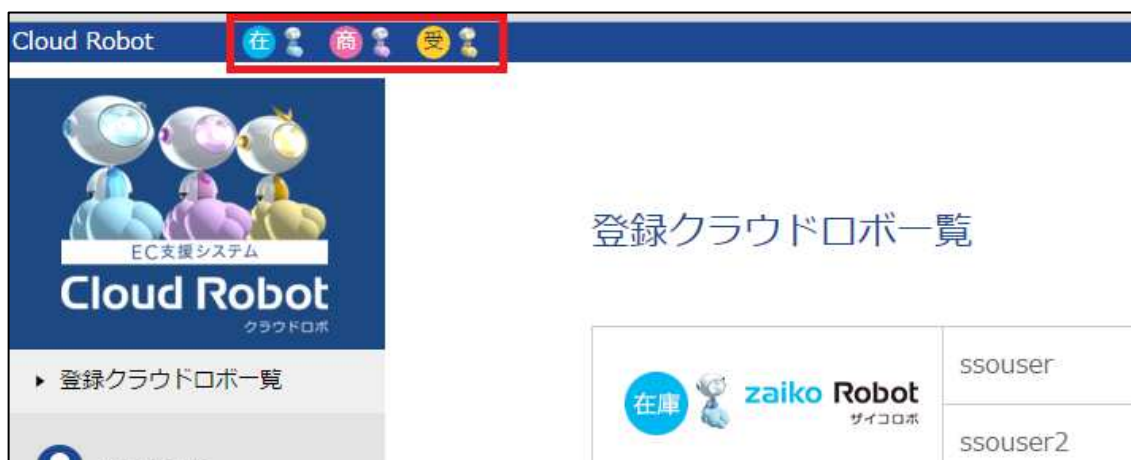 Cloud Robot 在 商 受
EC支援システム
Cloud Robot
クラウドロボ
▸ 登録クラウドロボ一覧
登録クラウドロボ一覧
在庫 zaiko Robot
ザイコロボ
ssouser
ssouser2